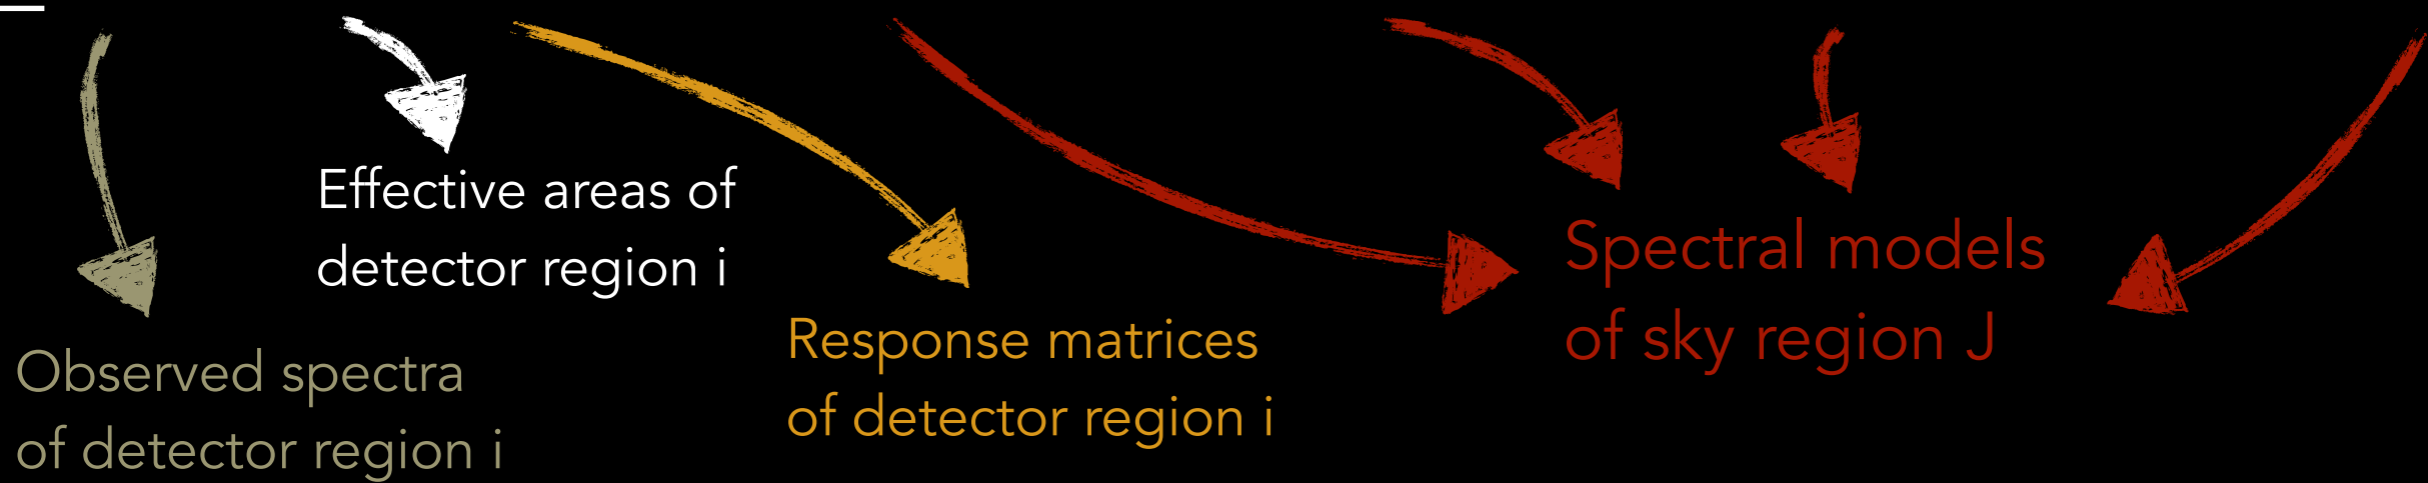 Effective areas of
detector region i
Observed spectra
of detector region i
Response matrices
of detector region i
Spectral models
of sky region J